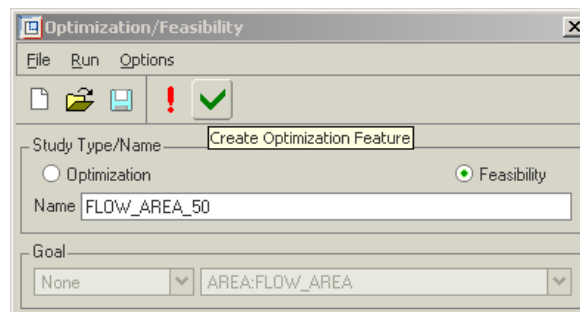 Optimization/Feasibility
File Run Options
Create Optimization Feature
Study Type/Name
Optimization Feasibility
Name FLOW_AREA_50
Goal
None AREA:FLOW_AREA